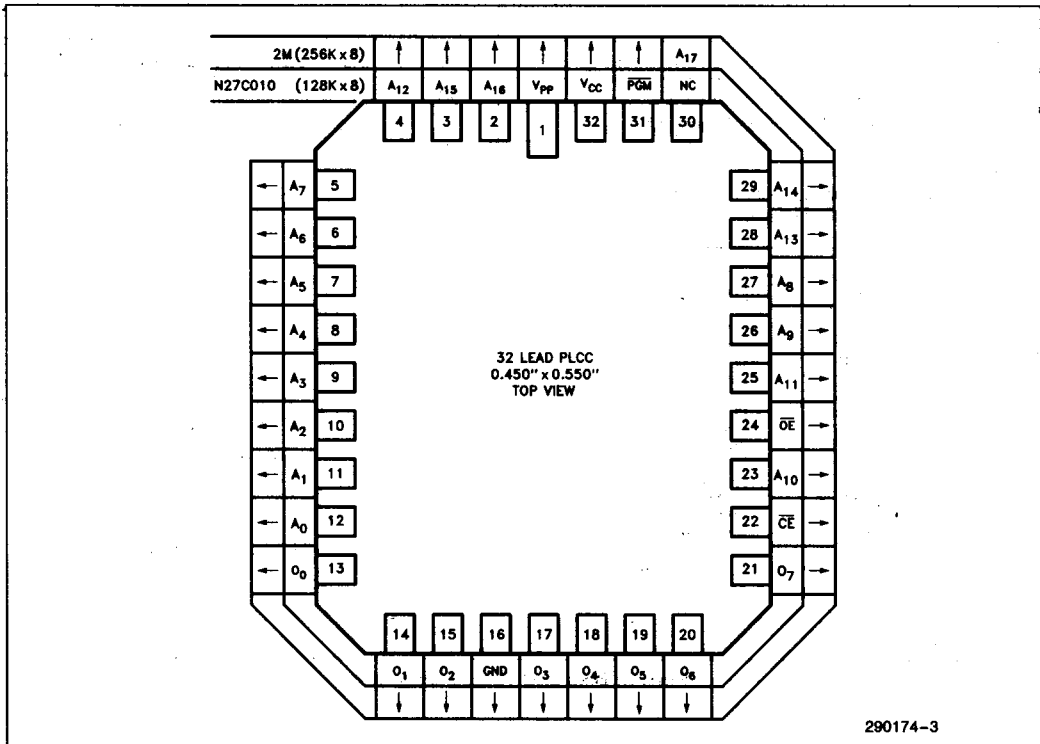 2M (256K x 8) ↑ ↑ ↑ ↑ ↑ ↑ A17
N27C010 (128K x 8) A12 A15 A16 VPP VCC P̅G̅M̅ NC
4 3 2 1 32 31 30
← A7 5 29 A14 →
← A6 6 28 A13 →
← A5 7 27 A8 →
← A4 8 26 A9 →
← A3 9 25 A11 →
← A2 10 24 O̅E̅ →
← A1 11 23 A10 →
← A0 12 22 C̅E̅ →
← O0 13 21 O7 →
32 LEAD PLCC
0.450" x 0.550"
TOP VIEW
14 15 16 17 18 19 20
O1 O2 GND O3 O4 O5 O6
↓ ↓ ↓ ↓ ↓ ↓ ↓
290174-3